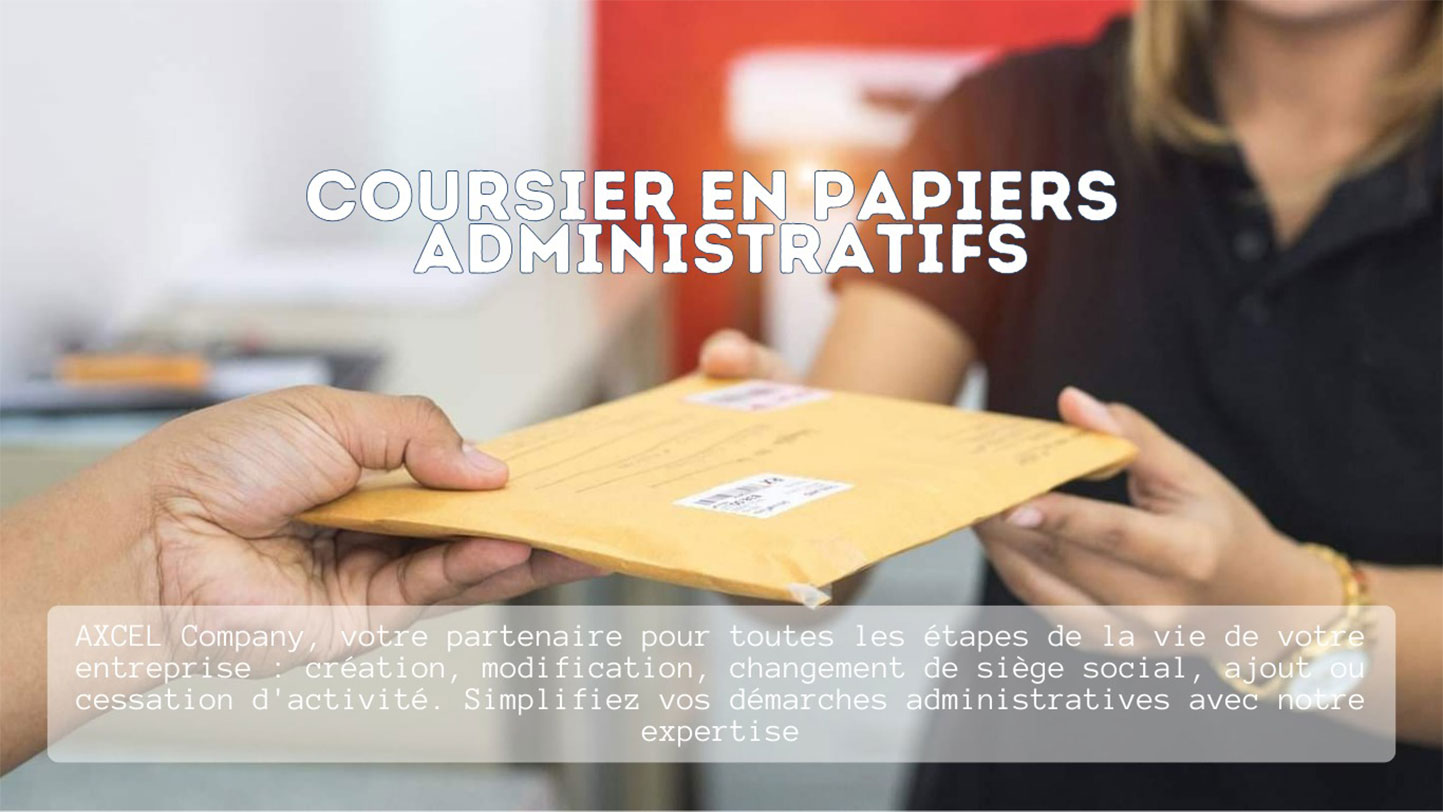 COURSIER EN PAPIERS
ADMINISTRATIFS
AXCEL Company, votre partenaire pour toutes les étapes de la vie de votre
entreprise : création, modification, changement de siège social, ajout ou
cessation d'activité. Simplifiez vos démarches administratives avec notre
expertise